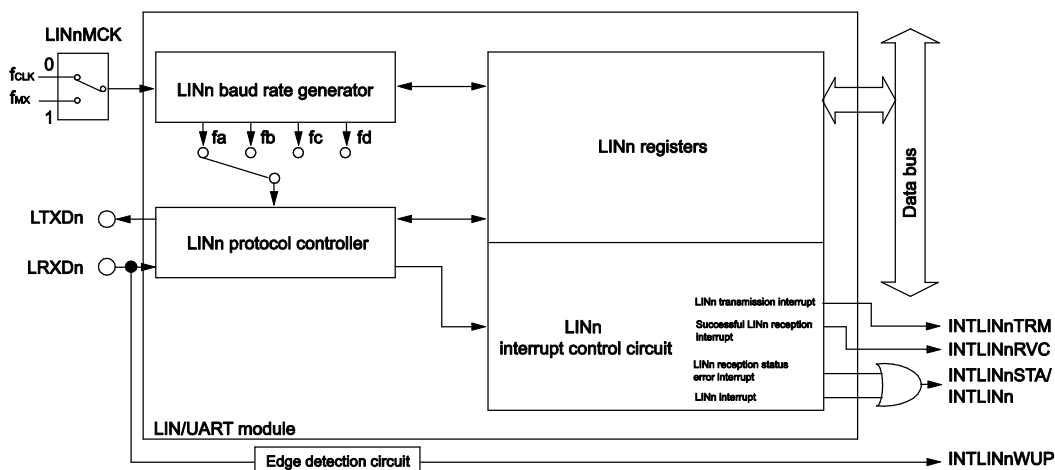 LINnMCK
0
fCLK
fMX
1
LINn baud rate generator
fa
fb
fc
fd
LINn registers
Data bus
LTXDn
LINn protocol controller
LRXDn
LINn
interrupt control circuit
LINn transmission interrupt
Successful LINn reception
interrupt
LINn reception status
error interrupt
LINn interrupt
INTLINnTRM
INTLINnRVC
INTLINnSTA/
INTLINn
LIN/UART module
Edge detection circuit
INTLINnWUP